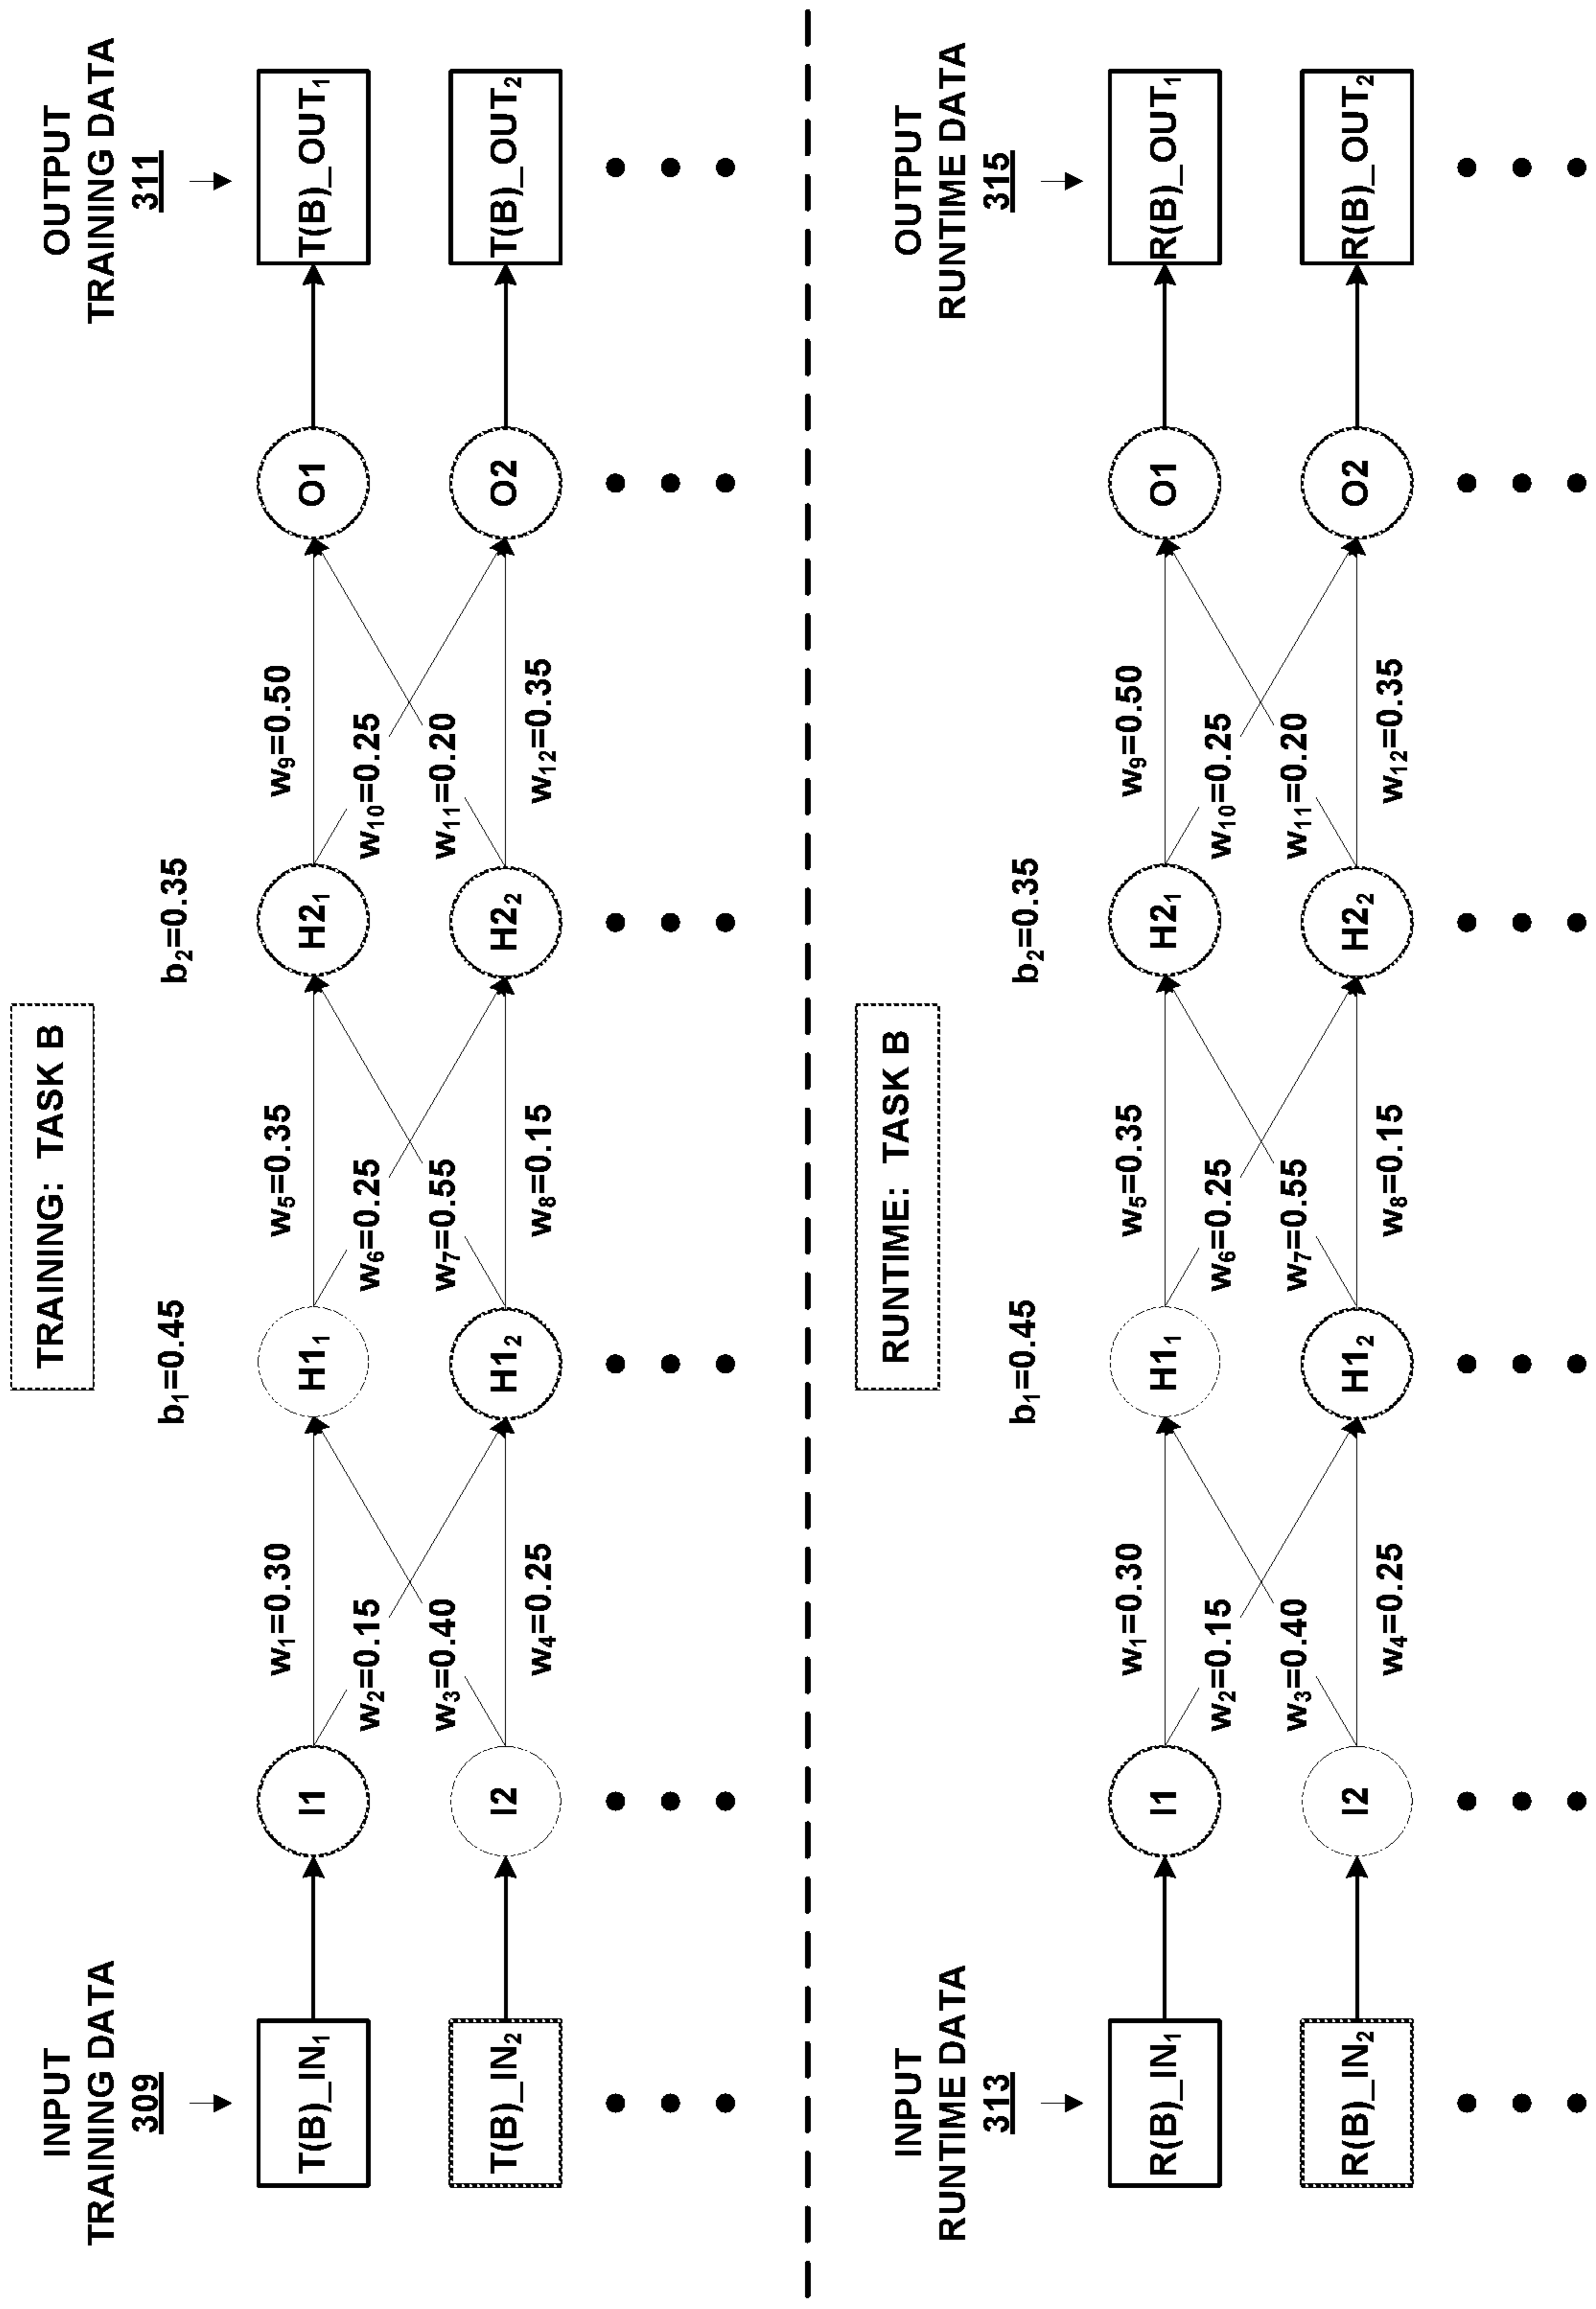 TRAINING: TASK B
INPUT
TRAINING DATA
309
b₁=0.45
b₂=0.35
OUTPUT
TRAINING DATA
311
T(B)_IN₁
I1
w₁=0.30
H1₁
w₅=0.35
H2₁
w₉=0.50
O1
T(B)_OUT₁
w₂=0.15
w₆=0.25
w₁₀=0.25
w₃=0.40
w₇=0.55
w₁₁=0.20
T(B)_IN₂
I2
w₄=0.25
H1₂
w₈=0.15
H2₂
w₁₂=0.35
O2
T(B)_OUT₂
RUNTIME: TASK B
INPUT
RUNTIME DATA
313
b₁=0.45
b₂=0.35
OUTPUT
RUNTIME DATA
315
R(B)_IN₁
I1
w₁=0.30
H1₁
w₅=0.35
H2₁
w₉=0.50
O1
R(B)_OUT₁
w₂=0.15
w₆=0.25
w₁₀=0.25
w₃=0.40
w₇=0.55
w₁₁=0.20
R(B)_IN₂
I2
w₄=0.25
H1₂
w₈=0.15
H2₂
w₁₂=0.35
O2
R(B)_OUT₂